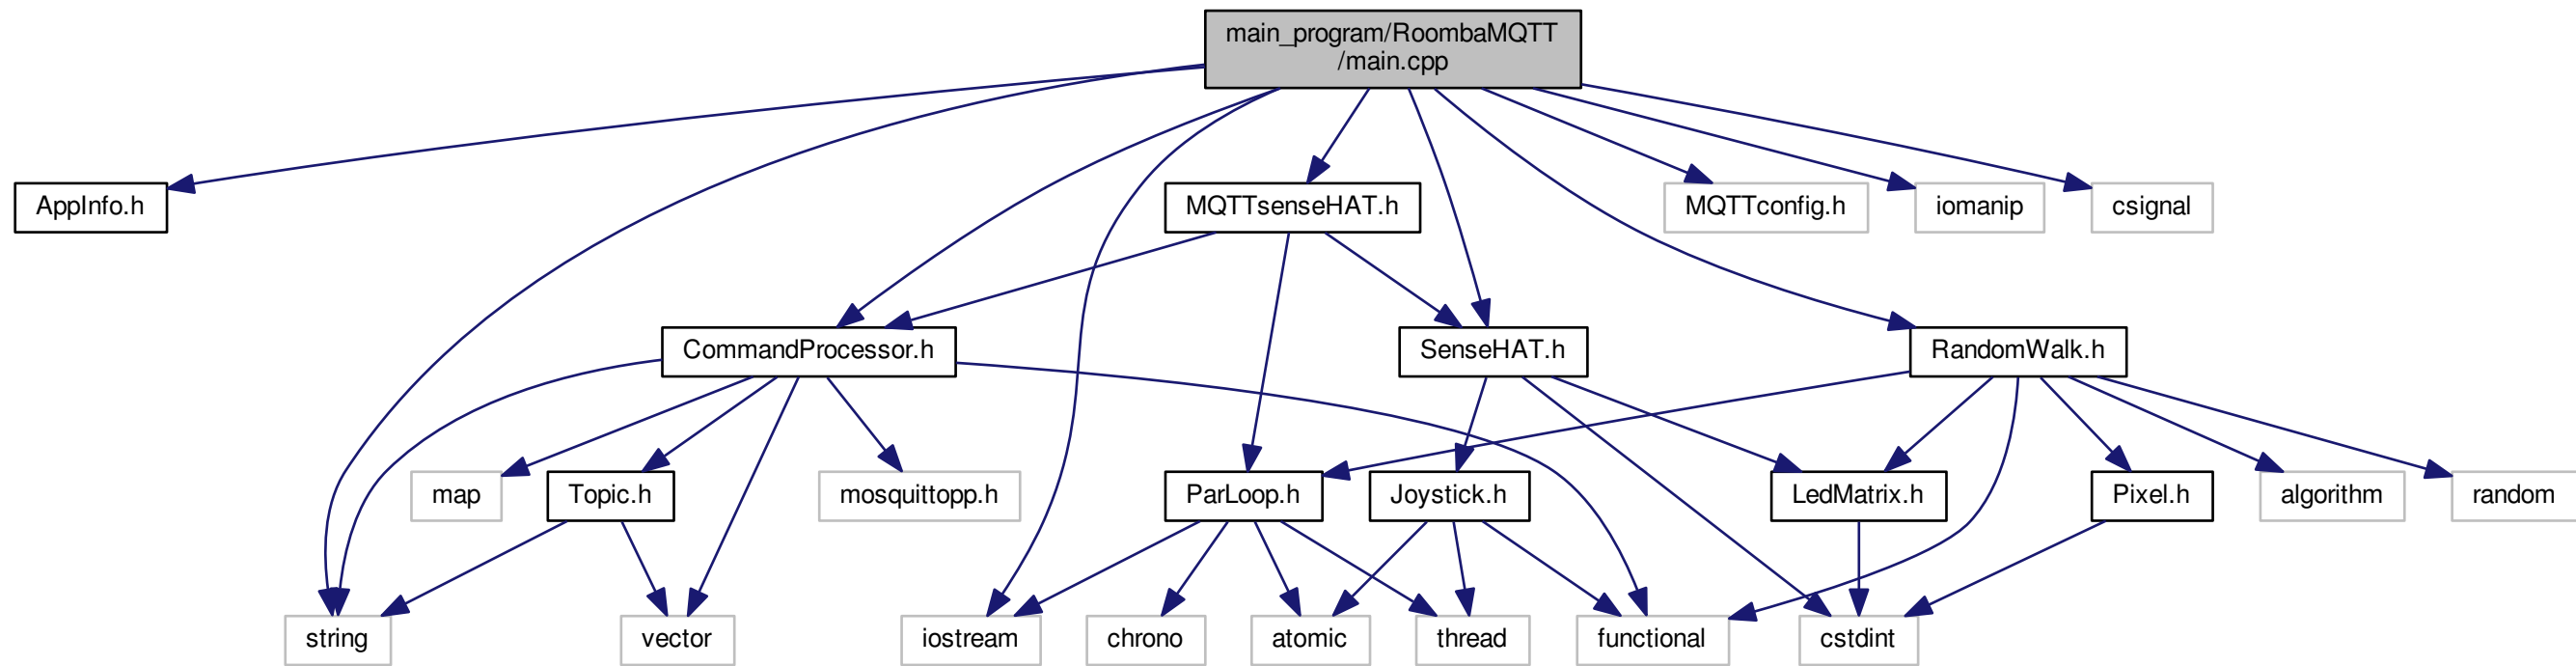 main_program/RoombaMQTT
/main.cpp
AppInfo.h
MQTTsenseHAT.h
MQTTconfig.h
iomanip
csignal
CommandProcessor.h
SenseHAT.h
RandomWalk.h
map
Topic.h
mosquittopp.h
ParLoop.h
Joystick.h
LedMatrix.h
Pixel.h
algorithm
random
string
vector
iostream
chrono
atomic
thread
functional
cstdint